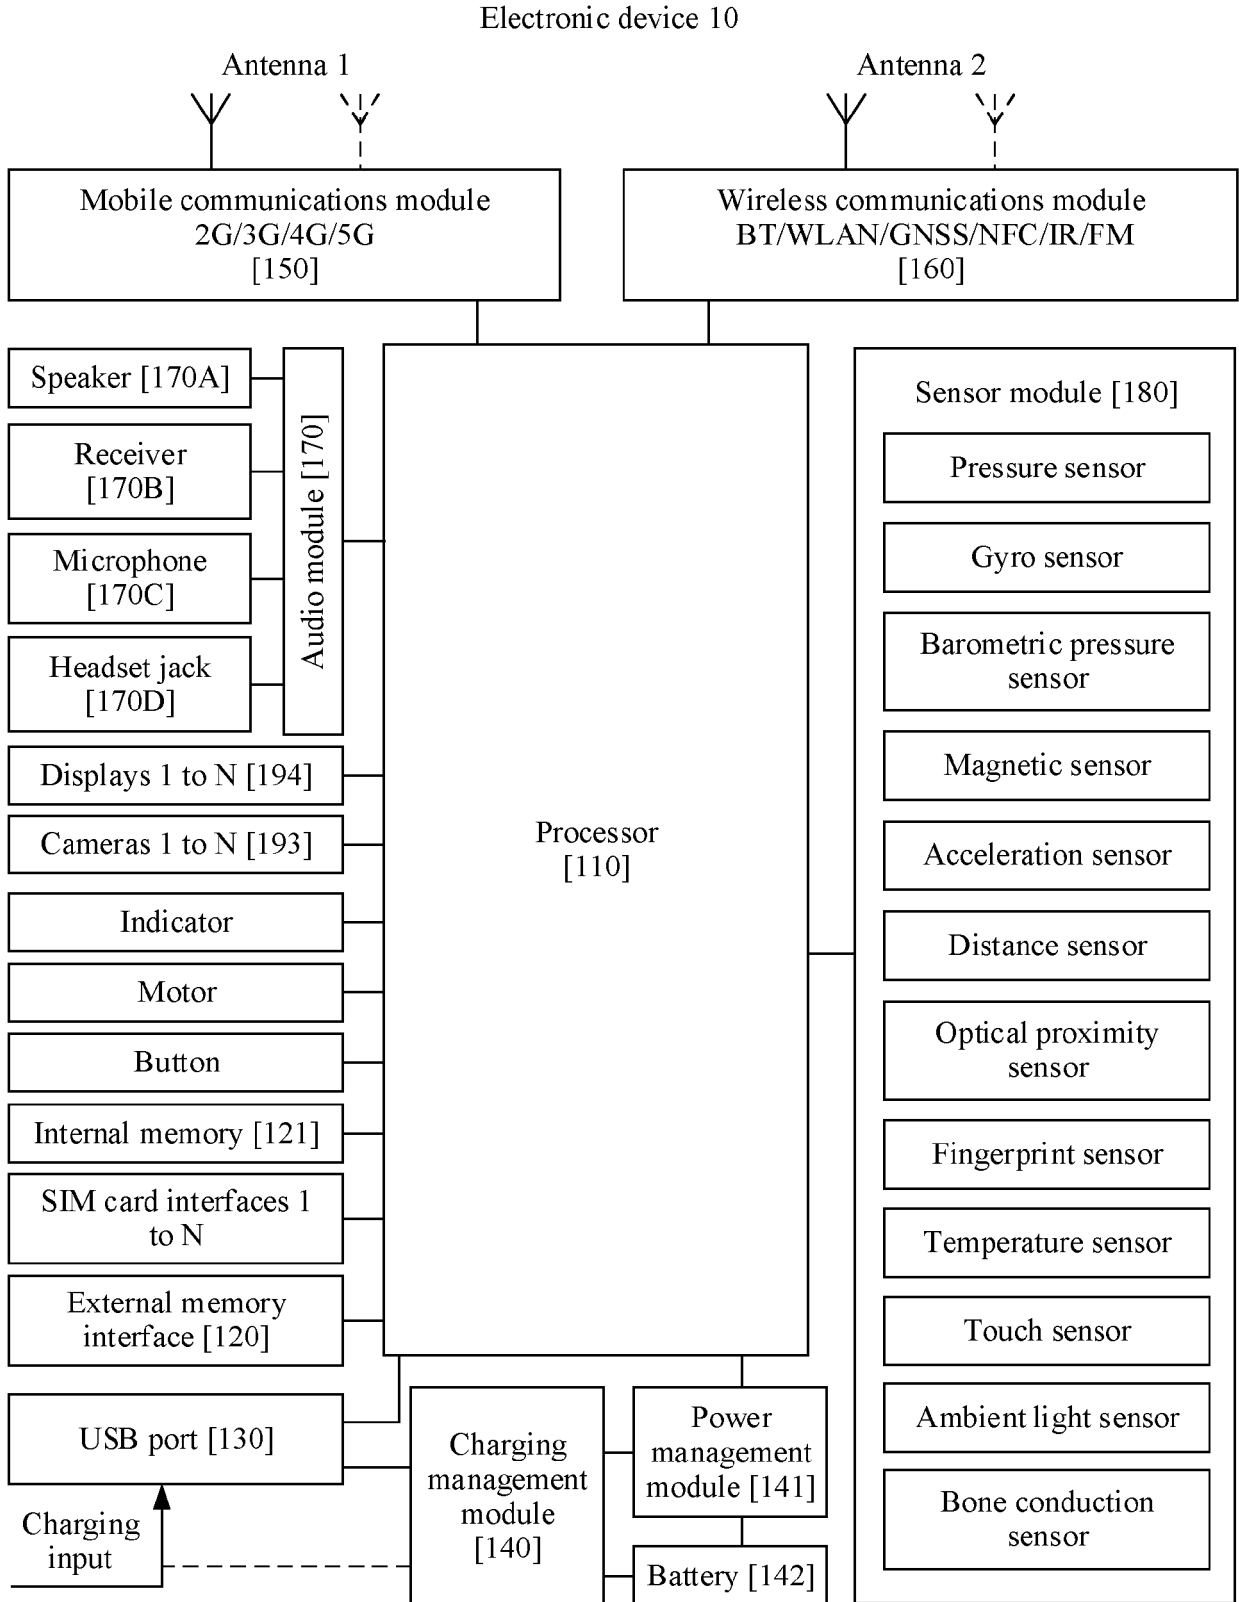 Electronic device 10
Antenna 1
Antenna 2
Mobile communications module
2G/3G/4G/5G
[150]
Wireless communications module
BT/WLAN/GNSS/NFC/IR/FM
[160]
Speaker [170A]
Receiver
[170B]
Microphone
[170C]
Headset jack
[170D]
Audio module [170]
Displays 1 to N [194]
Cameras 1 to N [193]
Indicator
Motor
Button
Internal memory [121]
SIM card interfaces 1
to N
External memory
interface [120]
USB port [130]
Charging
input
Processor
[110]
Charging
management
module
[140]
Power
management
module [141]
Battery [142]
Sensor module [180]
Pressure sensor
Gyro sensor
Barometric pressure
sensor
Magnetic sensor
Acceleration sensor
Distance sensor
Optical proximity
sensor
Fingerprint sensor
Temperature sensor
Touch sensor
Ambient light sensor
Bone conduction
sensor